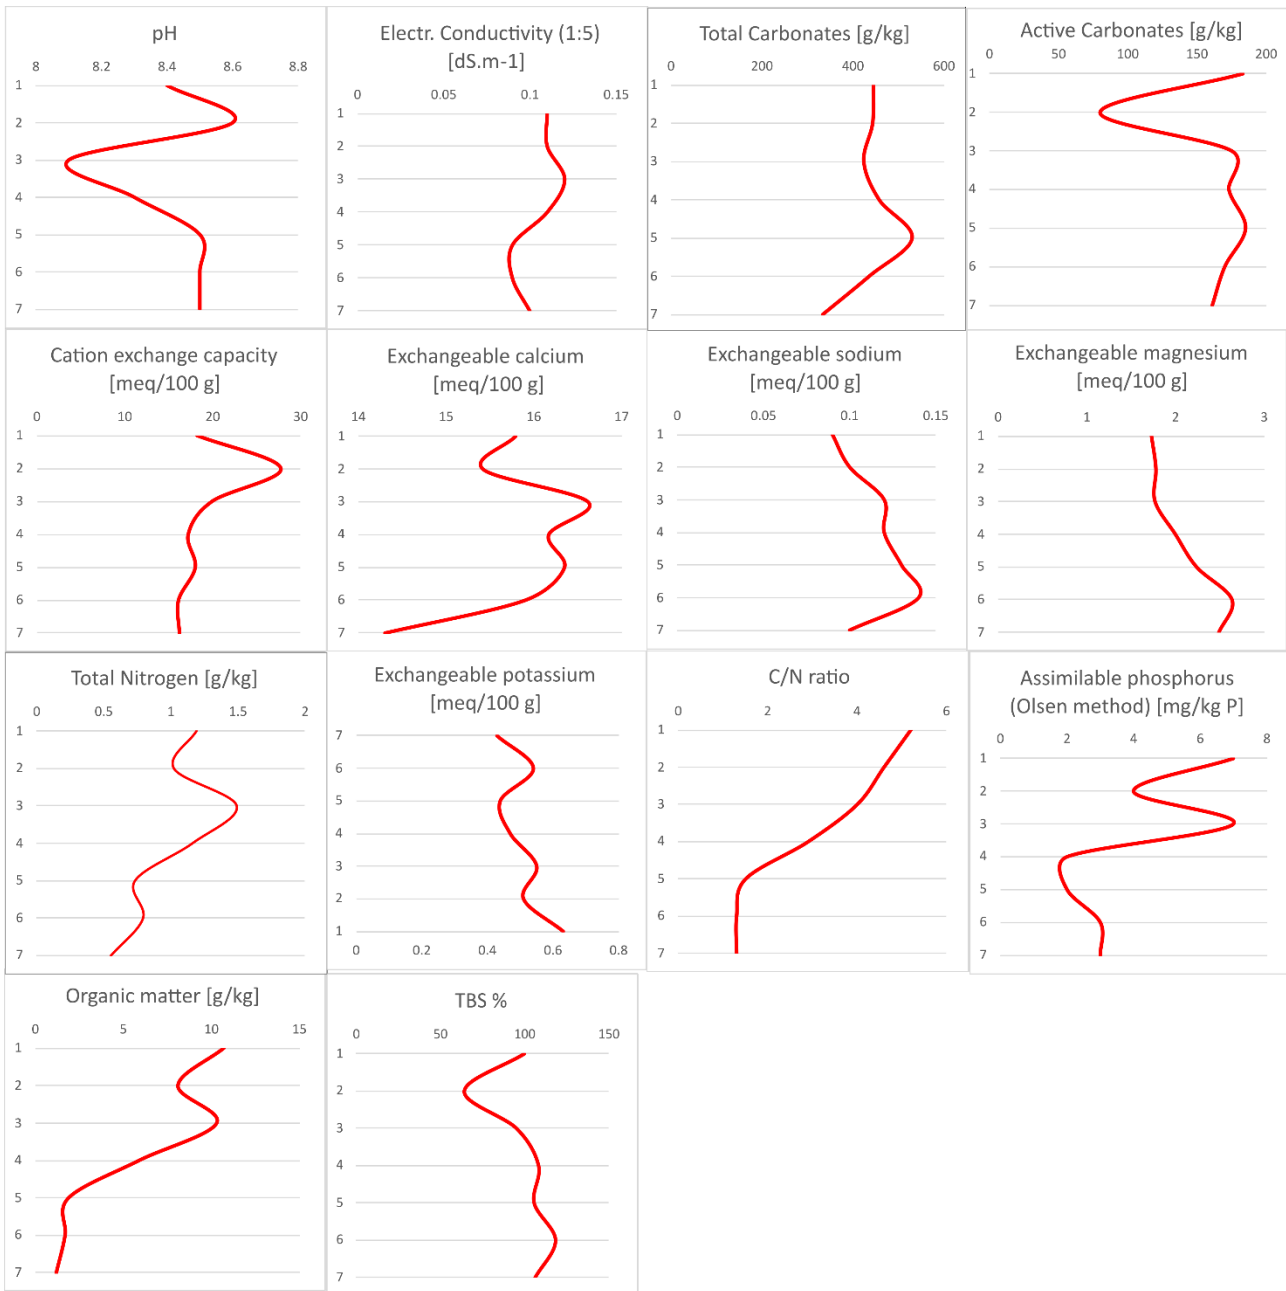 pH
8 8.2 8.4 8.6 8.8
1
2
3
4
5
6
7
Electr. Conductivity (1:5)
[dS.m-1]
0 0.05 0.1 0.15
1
2
3
4
5
6
7
Total Carbonates [g/kg]
0 200 400 600
1
2
3
4
5
6
7
Active Carbonates [g/kg]
0 50 100 150 200
1
2
3
4
5
6
7
Cation exchange capacity
[meq/100 g]
0 10 20 30
1
2
3
4
5
6
7
Exchangeable calcium
[meq/100 g]
14 15 16 17
1
2
3
4
5
6
7
Exchangeable sodium
[meq/100 g]
0 0.05 0.1 0.15
1
2
3
4
5
6
7
Exchangeable magnesium
[meq/100 g]
0 1 2 3
1
2
3
4
5
6
7
Total Nitrogen [g/kg]
0 0.5 1 1.5 2
1
2
3
4
5
6
7
Exchangeable potassium
[meq/100 g]
7
6
5
4
3
2
1
0 0.2 0.4 0.6 0.8
C/N ratio
0 2 4 6
1
2
3
4
5
6
7
Assimilable phosphorus
(Olsen method) [mg/kg P]
0 2 4 6 8
1
2
3
4
5
6
7
Organic matter [g/kg]
0 5 10 15
1
2
3
4
5
6
7
TBS %
0 50 100 150
1
2
3
4
5
6
7